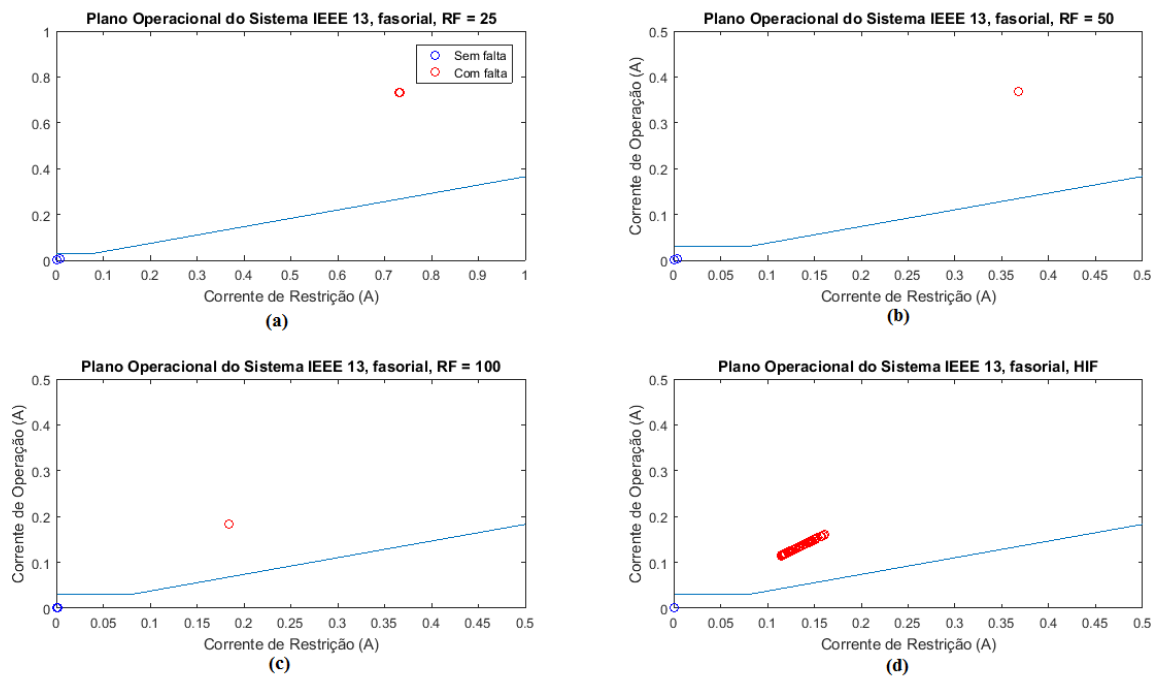 Plano Operacional do Sistema IEEE 13, fasorial, RF = 25
1
0.8
0.6
0.4
0.2
0
Sem falta
Com falta
0 0.1 0.2 0.3 0.4 0.5 0.6 0.7 0.8 0.9 1
Corrente de Restrição (A)
(a)
Plano Operacional do Sistema IEEE 13, fasorial, RF = 50
Corrente de Operação (A)
0.5
0.4
0.3
0.2
0.1
0
0 0.05 0.1 0.15 0.2 0.25 0.3 0.35 0.4 0.45 0.5
Corrente de Restrição (A)
(b)
Plano Operacional do Sistema IEEE 13, fasorial, RF = 100
Corrente de Operação (A)
0.5
0.4
0.3
0.2
0.1
0
0 0.05 0.1 0.15 0.2 0.25 0.3 0.35 0.4 0.45 0.5
Corrente de Restrição (A)
(c)
Plano Operacional do Sistema IEEE 13, fasorial, HIF
Corrente de Operação (A)
0.5
0.4
0.3
0.2
0.1
0
0 0.05 0.1 0.15 0.2 0.25 0.3 0.35 0.4 0.45 0.5
Corrente de Restrição (A)
(d)